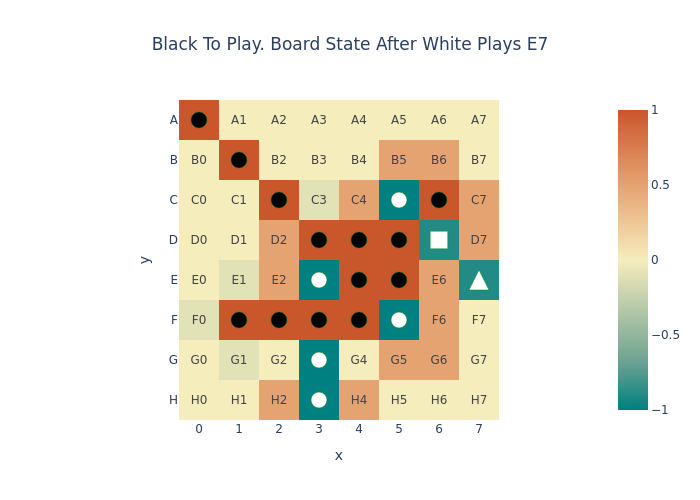 Black To Play. Board State After White Plays E7
A A1 A2 A3 A4 A5 A6 A7
B B0 B2 B3 B4 B5 B6 B7
C C0 C1 C3 C4 C7
D D0 D1 D2 D7
E E0 E1 E2 E6
F F0 F6 F7
G G0 G1 G2 G4 G5 G6 G7
H H0 H1 H2 H4 H5 H6 H7
0 1 2 3 4 5 6 7
x
y
1
0.5
0
−0.5
−1